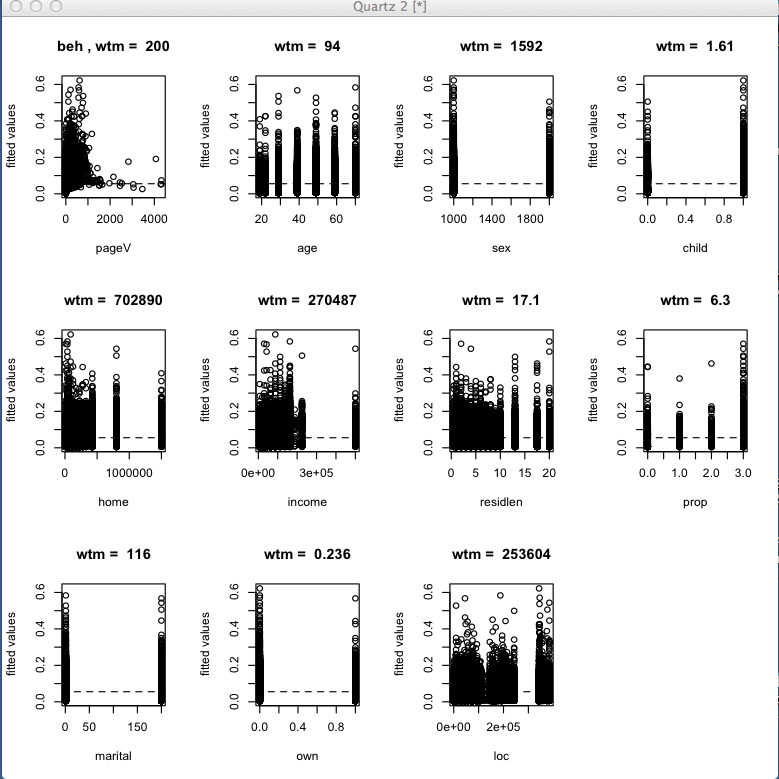 Quartz 2 [*]
beh , wtm = 200
wtm = 94
wtm = 1592
wtm = 1.61
fitted values
0.0 0.2 0.4 0.6
0 2000 4000
pageV
fitted values
0.0 0.2 0.4 0.6
20 40 60
age
fitted values
0.0 0.2 0.4 0.6
1000 1400 1800
sex
fitted values
0.0 0.2 0.4 0.6
0.0 0.4 0.8
child
wtm = 702890
wtm = 270487
wtm = 17.1
wtm = 6.3
fitted values
0.0 0.2 0.4 0.6
0 1000000
home
fitted values
0.0 0.2 0.4 0.6
0e+00 3e+05
income
fitted values
0.0 0.2 0.4 0.6
0 5 10 15 20
residlen
fitted values
0.0 0.2 0.4 0.6
0.0 1.0 2.0 3.0
prop
wtm = 116
wtm = 0.236
wtm = 253604
fitted values
0.0 0.2 0.4 0.6
0 50 150
marital
fitted values
0.0 0.2 0.4 0.6
0.0 0.4 0.8
own
fitted values
0.0 0.2 0.4 0.6
0e+00 2e+05
loc